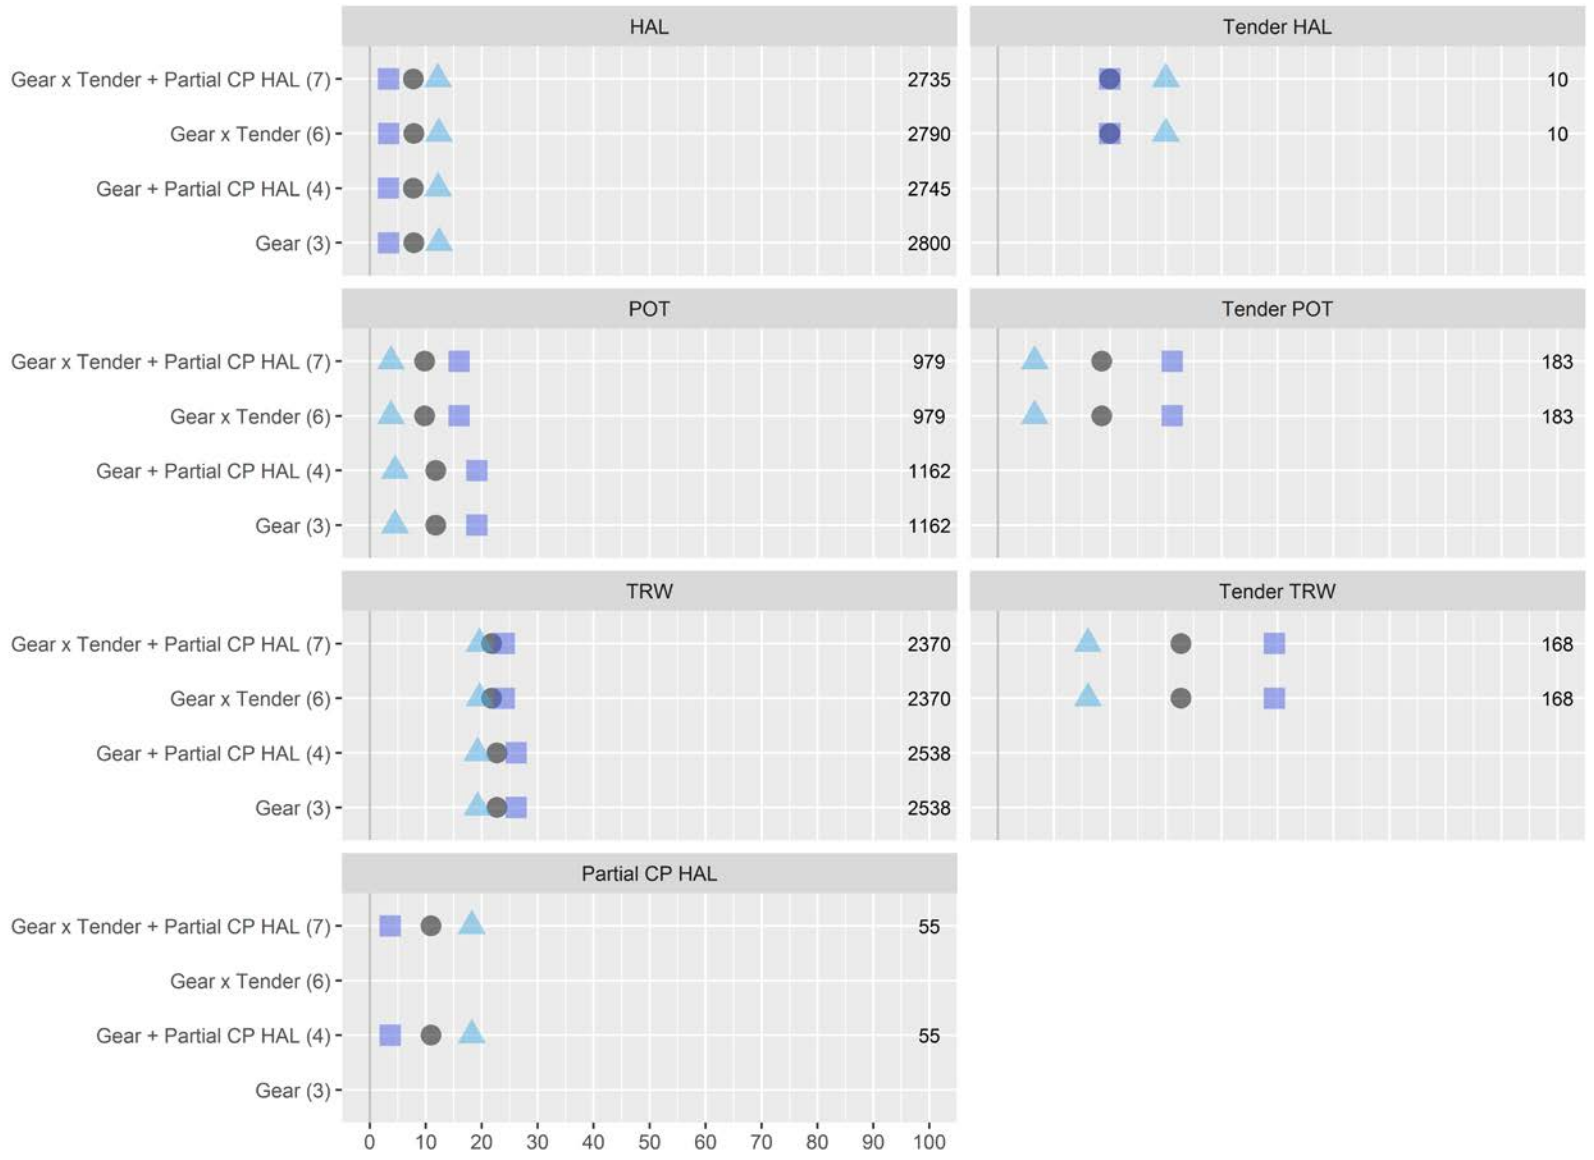 HAL Tender HAL
Gear x Tender + Partial CP HAL (7) 2735 10
Gear x Tender (6) 2790 10
Gear + Partial CP HAL (4) 2745
Gear (3) 2800
POT Tender POT
Gear x Tender + Partial CP HAL (7) 979 183
Gear x Tender (6) 979 183
Gear + Partial CP HAL (4) 1162
Gear (3) 1162
TRW Tender TRW
Gear x Tender + Partial CP HAL (7) 2370 168
Gear x Tender (6) 2370 168
Gear + Partial CP HAL (4) 2538
Gear (3) 2538
Partial CP HAL
Gear x Tender + Partial CP HAL (7) 55
Gear x Tender (6)
Gear + Partial CP HAL (4) 55
Gear (3)
0 10 20 30 40 50 60 70 80 90 100